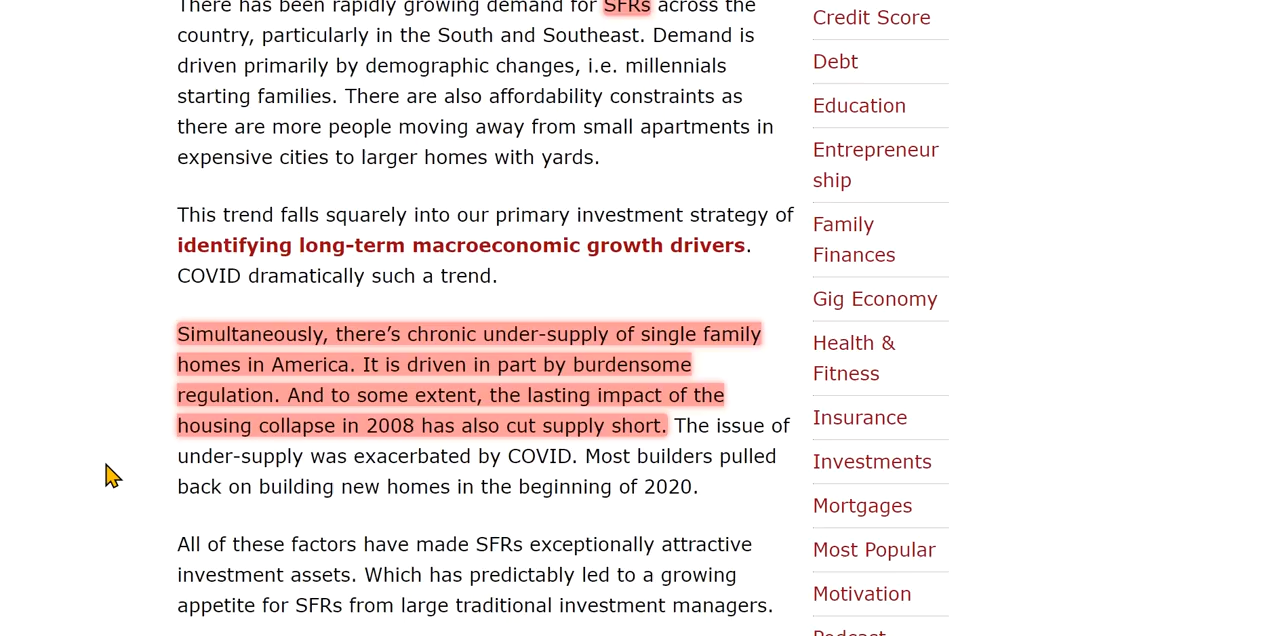 There has been rapidly growing demand for SFRs across the
country, particularly in the South and Southeast. Demand is
driven primarily by demographic changes, i.e. millennials
starting families. There are also affordability constraints as
there are more people moving away from small apartments in
expensive cities to larger homes with yards.
This trend falls squarely into our primary investment strategy of
identifying long-term macroeconomic growth drivers.
COVID dramatically such a trend.
Simultaneously, there’s chronic under-supply of single family
homes in America. It is driven in part by burdensome
regulation. And to some extent, the lasting impact of the
housing collapse in 2008 has also cut supply short. The issue of
under-supply was exacerbated by COVID. Most builders pulled
back on building new homes in the beginning of 2020.
All of these factors have made SFRs exceptionally attractive
investment assets. Which has predictably led to a growing
appetite for SFRs from large traditional investment managers.
Credit Score
Debt
Education
Entrepreneur
ship
Family
Finances
Gig Economy
Health &
Fitness
Insurance
Investments
Mortgages
Most Popular
Motivation
Podcast